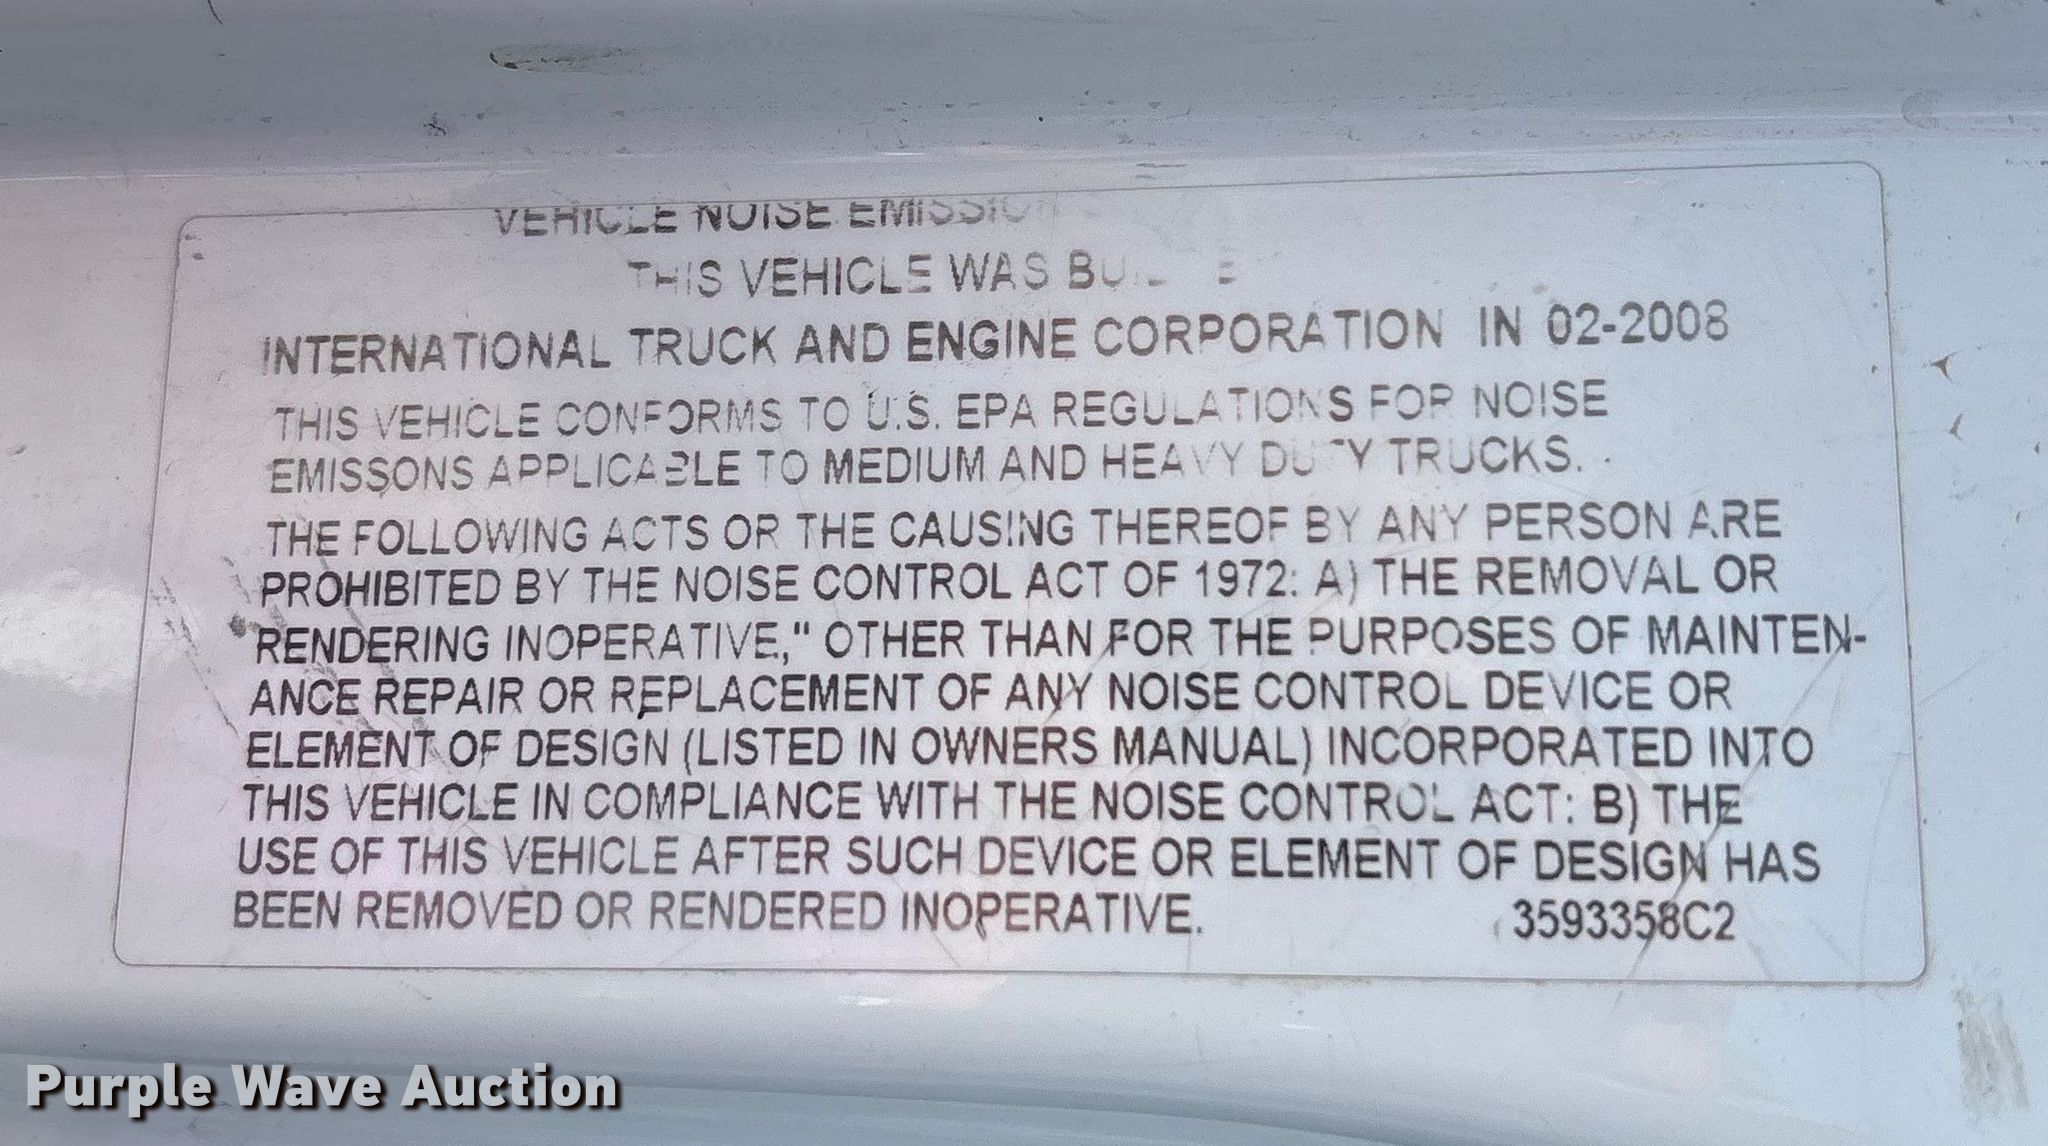 VEHICLE NOISE EMISSION
THIS VEHICLE WAS
INTERNATIONAL TRUCK AND ENGINE CORPORATION IN 02-2008
THIS VEHICLE CONFORMS TO U.S. EPA REGULATIONS FOR NOISE
EMISSONS APPLICABLE TO MEDIUM AND HEAVY DUTY TRUCKS.
THE FOLLOWING ACTS OR THE CAUSING THEREOF BY ANY PERSON ARE
PROHIBITED BY THE NOISE CONTROL ACT OF 1972: A) THE REMOVAL OR
RENDERING INOPERATIVE," OTHER THAN FOR THE PURPOSES OF MAINTEN-
ANCE REPAIR OR REPLACEMENT OF ANY NOISE CONTROL DEVICE OR
ELEMENT OF DESIGN (LISTED IN OWNERS MANUAL) INCORPORATED INTO
THIS VEHICLE IN COMPLIANCE WITH THE NOISE CONTROL ACT: B) THE
USE OF THIS VEHICLE AFTER SUCH DEVICE OR ELEMENT OF DESIGN HAS
BEEN REMOVED OR RENDERED INOPERATIVE. 3593358C2
Purple Wave Auction